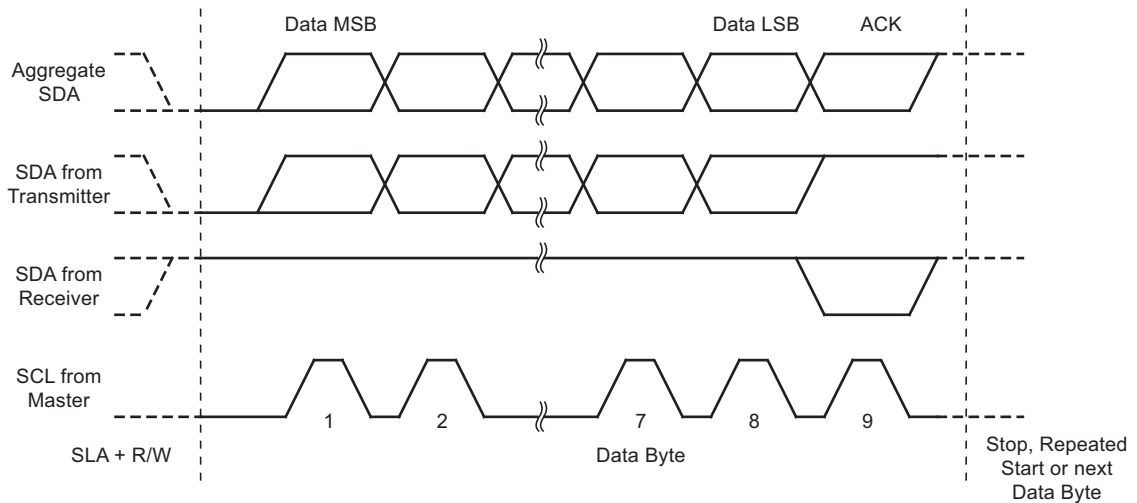 Data MSB
Data LSB
ACK
Aggregate
SDA
SDA from
Transmitter
SDA from
Receiver
SCL from
Master
1
2
7
8
9
SLA + R/W
Data Byte
Stop, Repeated
Start or next
Data Byte